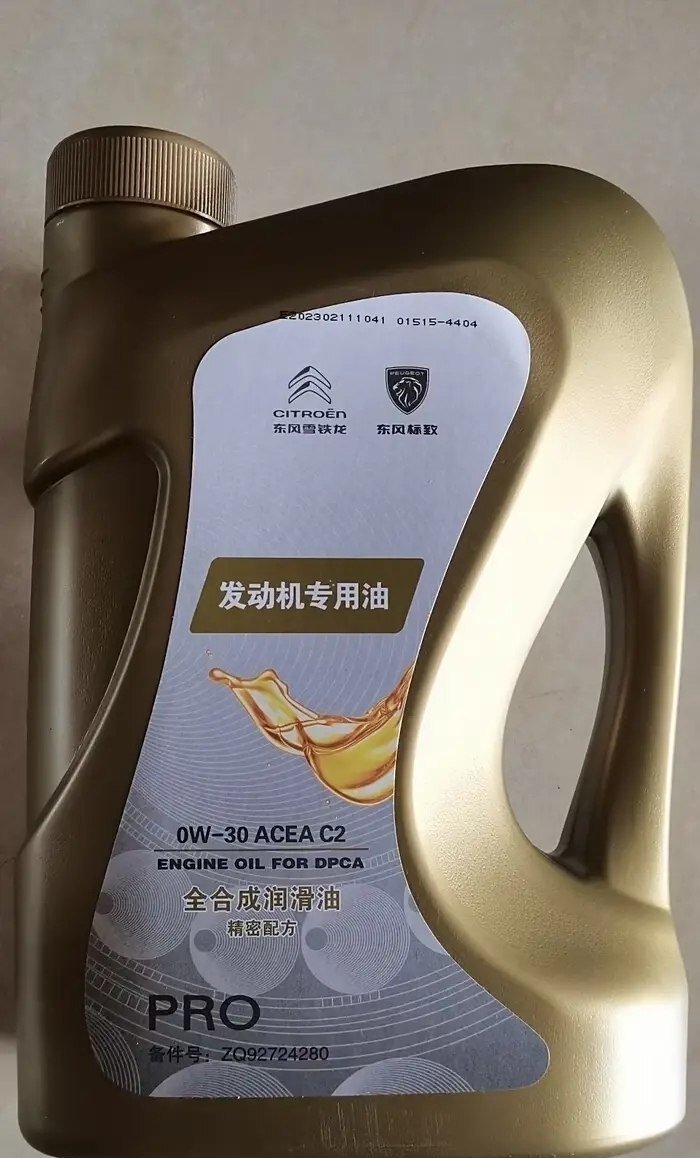 E202302111041 01515-4404
CITROËN
东风雪铁龙
PEUGEOT
东风标致
发动机专用油
0W-30 ACEA C2
ENGINE OIL FOR DPCA
全合成润滑油
精密配方
PRO
备件号：ZQ92724280